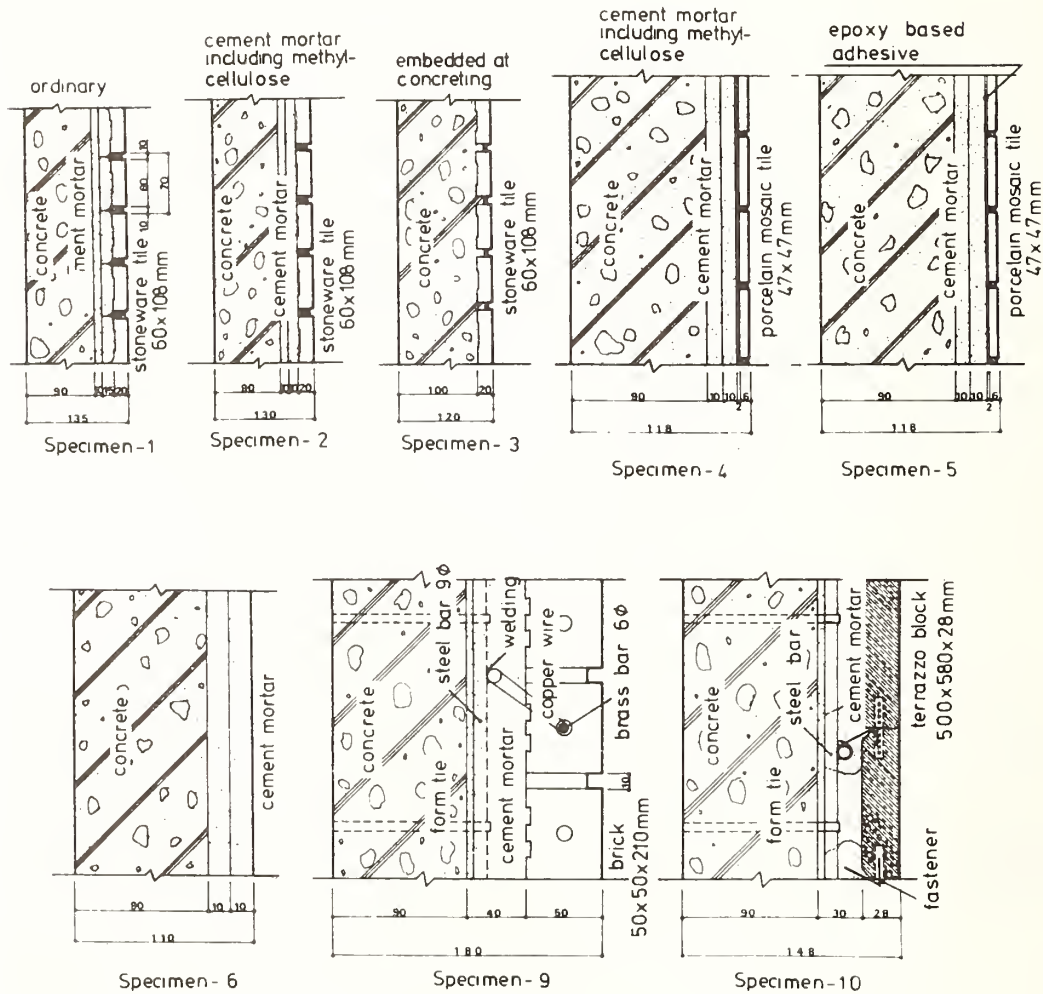 ordinary
concrete
ment mortar
stoneware tile
60x108mm
10
60
70
10
90
15
20
135
Specimen-1
cement mortar
including methyl-
cellulose
concrete
cement mortar
stoneware tile
60x108mm
80
20
130
Specimen-2
embedded at
concreting
concrete
stoneware tile
60x108mm
100
20
120
Specimen-3
cement mortar
including methyl-
cellulose
concrete
cement mortar
porcelain mosaic tile
47x47mm
90
10
10
6
2
118
Specimen-4
epoxy based
adhesive
concrete
cement mortar
porcelain mosaic tile
47x47mm
90
10
10
6
2
118
Specimen-5
concrete
cement mortar
90
10
10
110
Specimen-6
concrete
form tie
steel bar 9Φ
cement mortar
welding
copper wire
brass bar 6Φ
10
brick
50x50x210mm
90
40
50
180
Specimen-9
concrete
form tie
steel bar
cement mortar
terrazzo block
500x580x28mm
fastener
90
30
28
148
Specimen-10